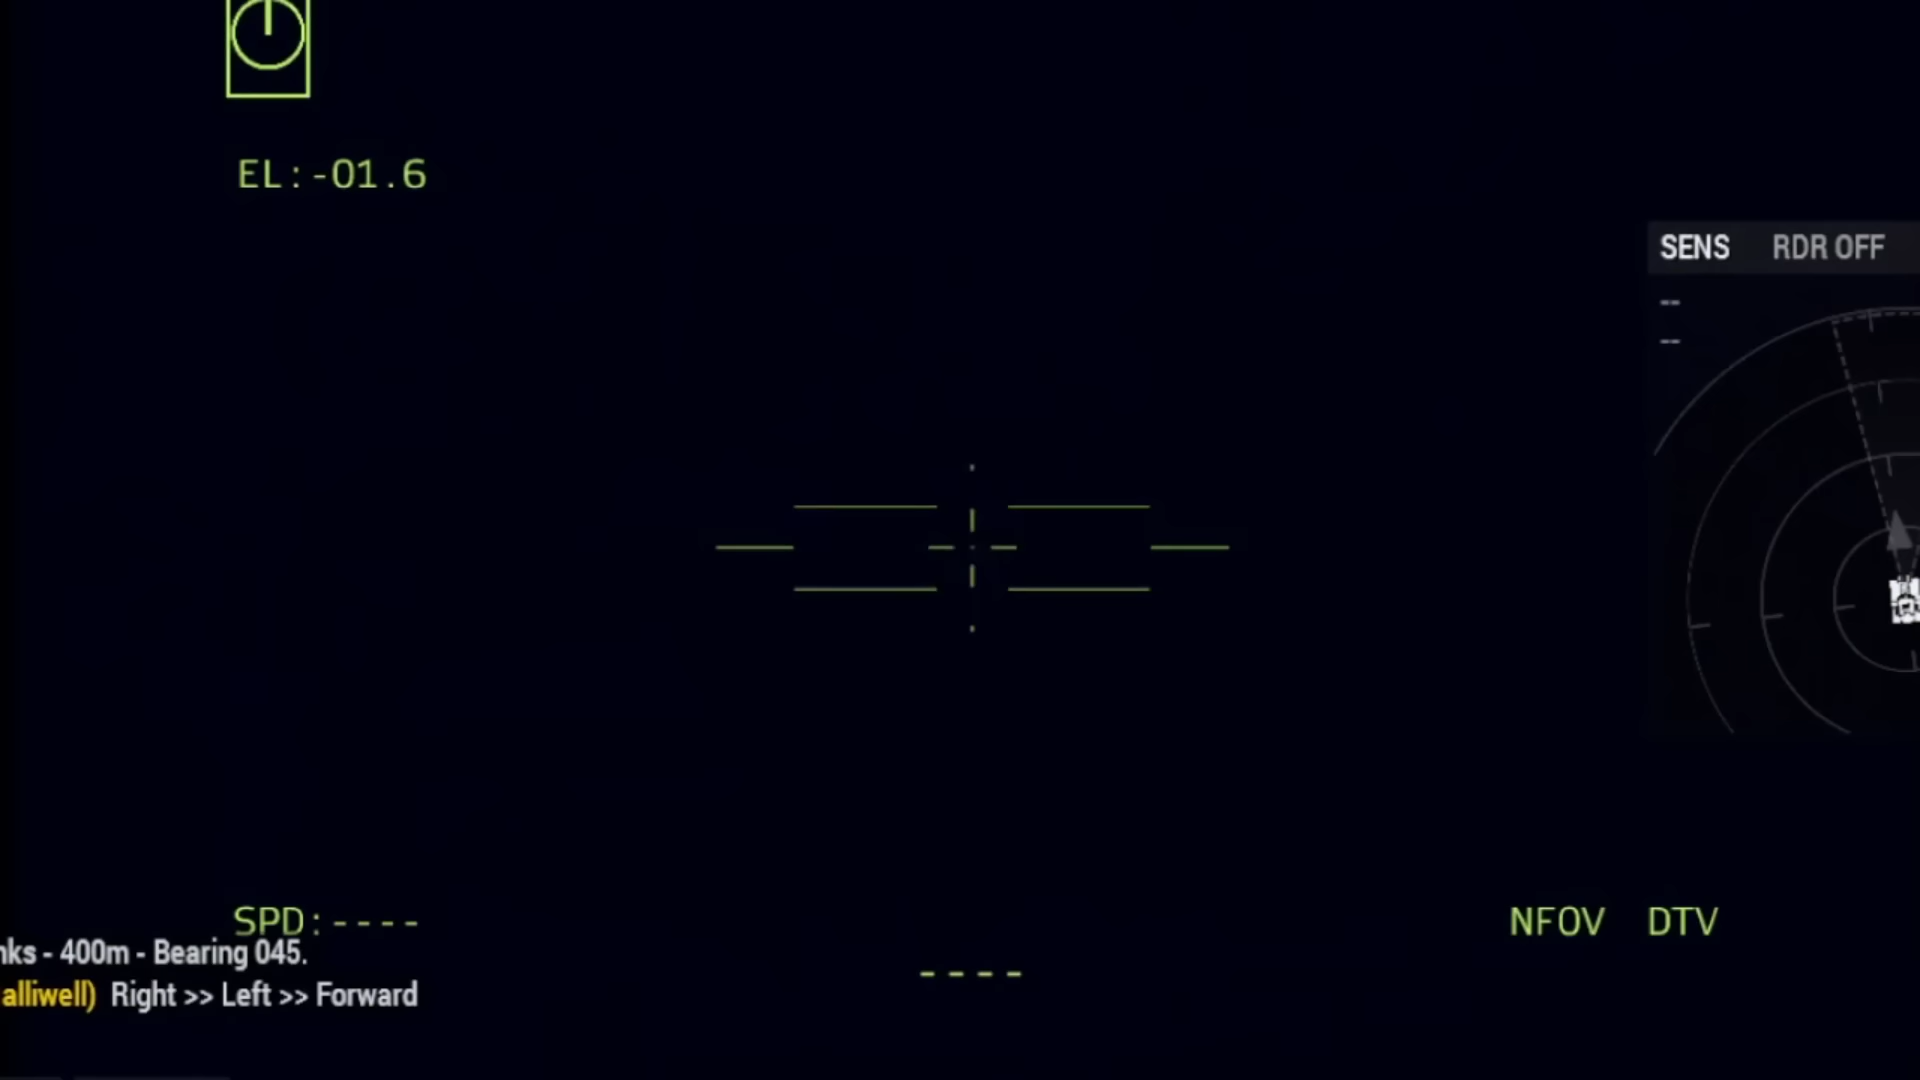 EL:-01.6
SENS RDR OFF
--
--
SPD:----
NFOV DTV
nks - 400m - Bearing 045.
----
alliwell) Right >> Left >> Forward